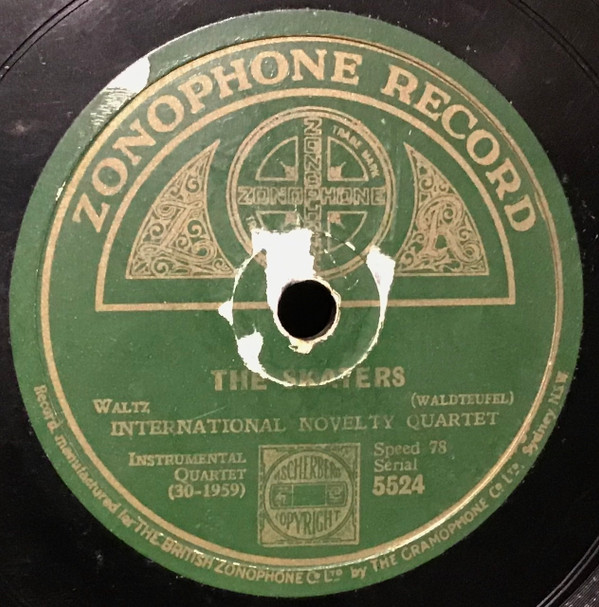 ZONOPHONE RECORD
TRADE MARK
ZONOPHONE
ZONOPHONE
THE SKATERS
WALTZ
(WALDTEUFEL)
INTERNATIONAL NOVELTY QUARTET
INSTRUMENTAL
QUARTET
(30-1959)
ASCHERBERG
COPYRIGHT
Speed 78
Serial
5524
Record manufactured for THE BRITISH ZONOPHONE Co LTD by THE GRAMOPHONE Co LTD. Sydney N.S.W